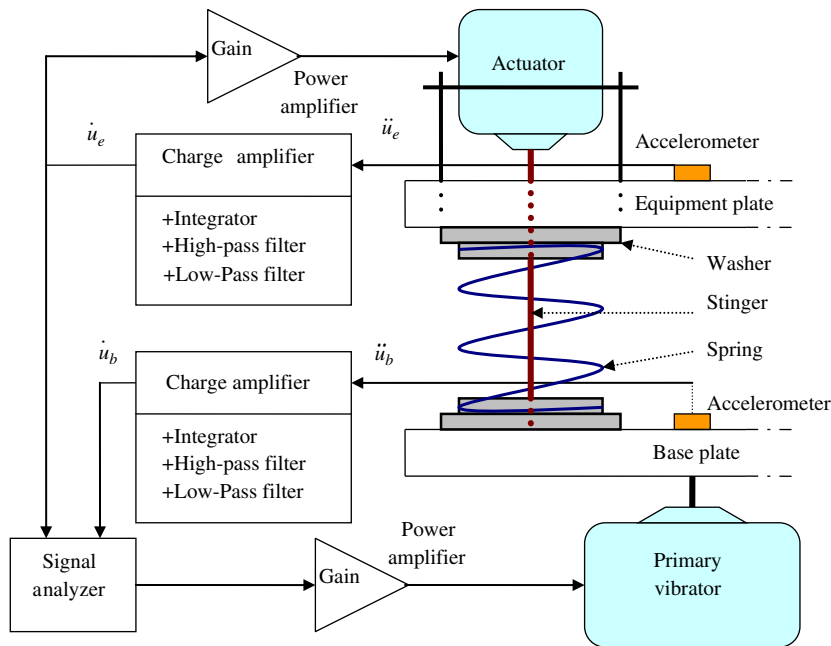 Gain
Actuator
Power
amplifier
u̇ₑ
üₑ
Accelerometer
Charge amplifier
+Integrator
+High-pass filter
+Low-Pass filter
Equipment plate
Washer
Stinger
Spring
u̇_b
ü_b
Charge amplifier
Accelerometer
+Integrator
+High-pass filter
+Low-Pass filter
Base plate
Power
amplifier
Signal
analyzer
Gain
Primary
vibrator